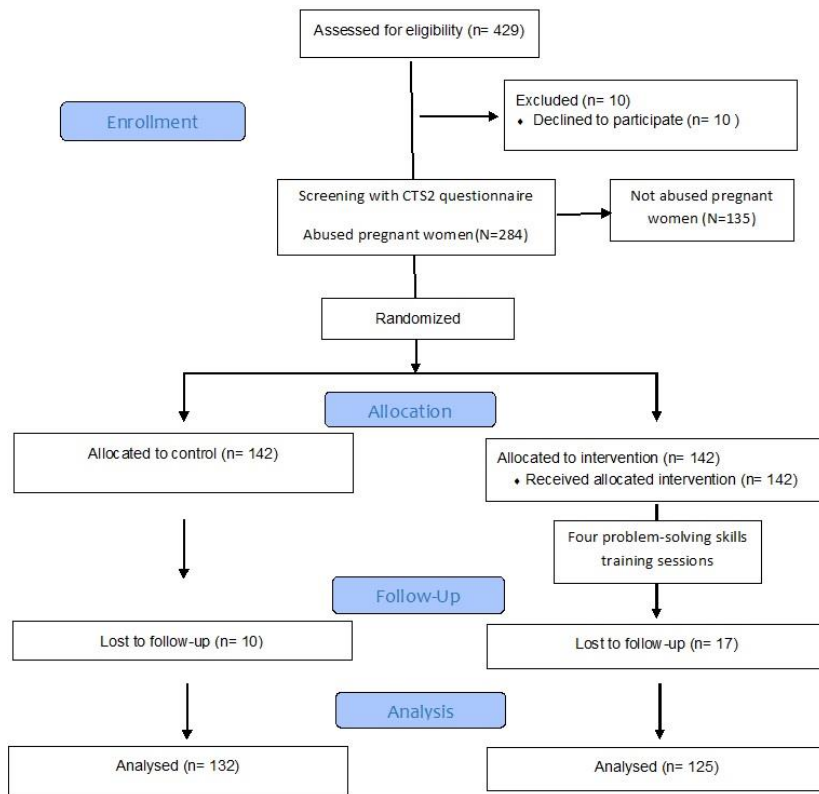 Assessed for eligibility (n= 429)
Enrollment
Excluded (n= 10)
♦ Declined to participate (n= 10 )
Screening with CTS2 questionnaire
Abused pregnant women(N=284)
Not abused pregnant
women (N=135)
Randomized
Allocation
Allocated to control (n= 142)
Allocated to intervention (n= 142)
♦ Received allocated intervention (n= 142)
Four problem-solving skills
training sessions
Follow-Up
Lost to follow-up (n= 10)
Lost to follow-up (n= 17)
Analysis
Analysed (n= 132)
Analysed (n= 125)